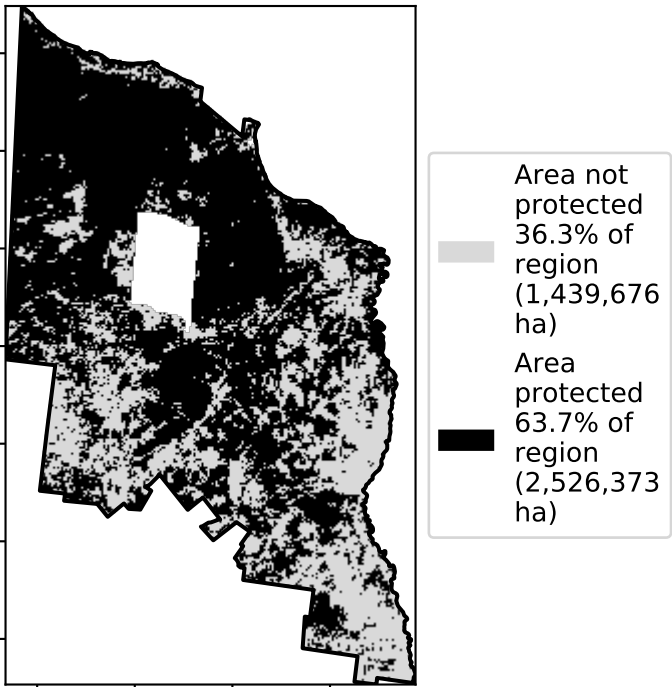 Area not
protected
36.3% of
region
(1,439,676
ha)
Area
protected
63.7% of
region
(2,526,373
ha)